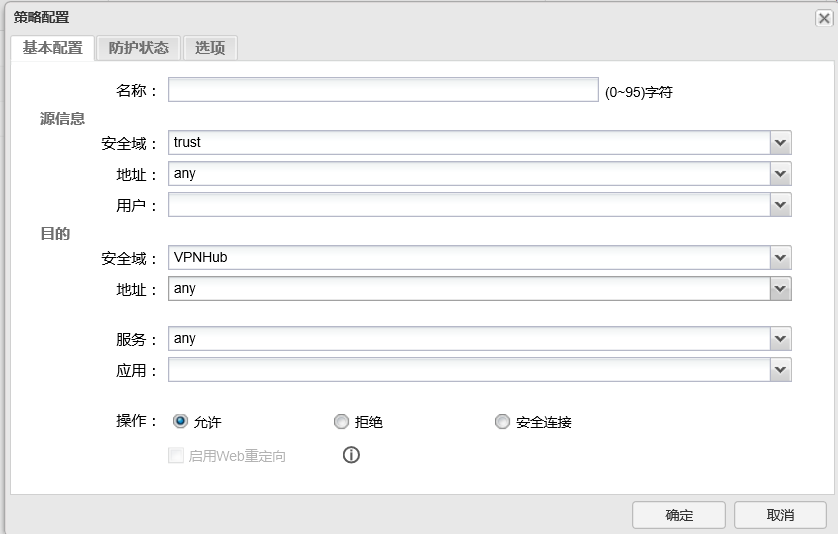 策略配置
基本配置 防护状态 选项
名称： (0~95)字符
源信息
安全域： trust
地址： any
用户：
目的
安全域： VPNHub
地址： any
服务： any
应用：
操作： 允许 拒绝 安全连接
启用Web重定向
确定 取消